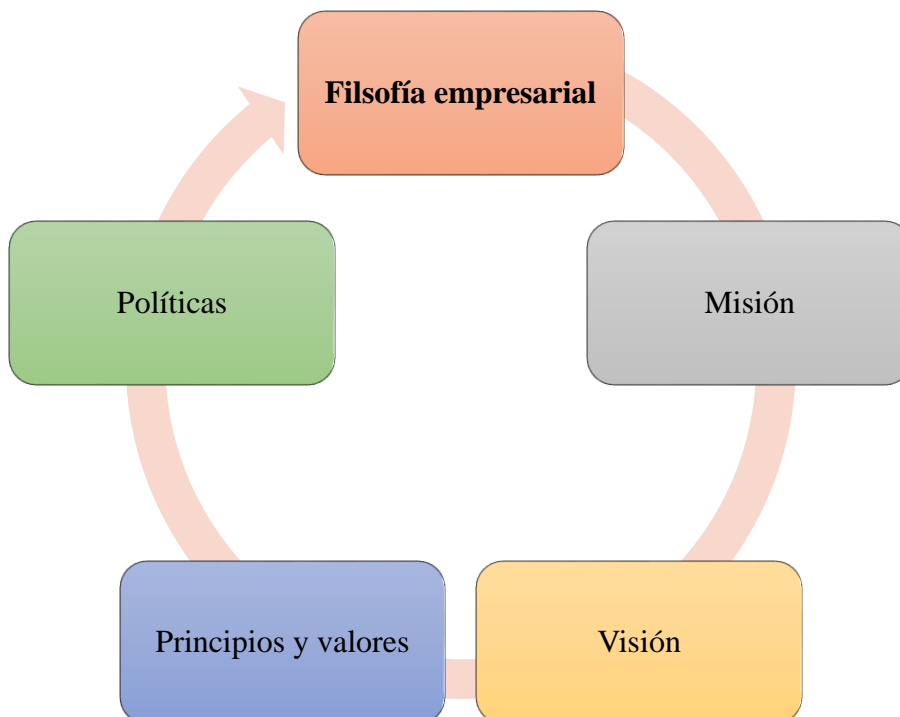 Filsofía empresarial
Misión
Visión
Principios y valores
Políticas